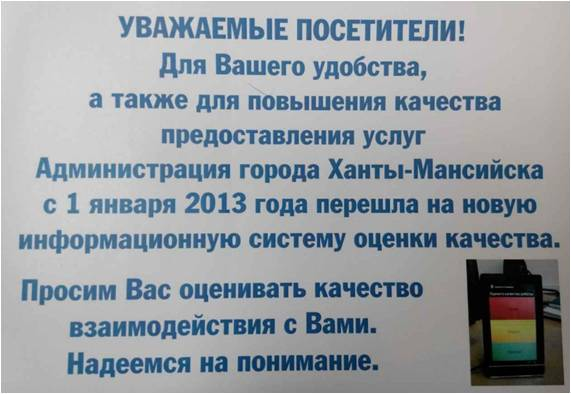 УВАЖАЕМЫЕ ПОСЕТИТЕЛИ!
Для Вашего удобства,
а также для повышения качества
предоставления услуг
Администрация города Ханты-Мансийска
с 1 января 2013 года перешла на новую
информационную систему оценки качества.
Просим Вас оценивать качество
взаимодействия с Вами.
Надеемся на понимание.